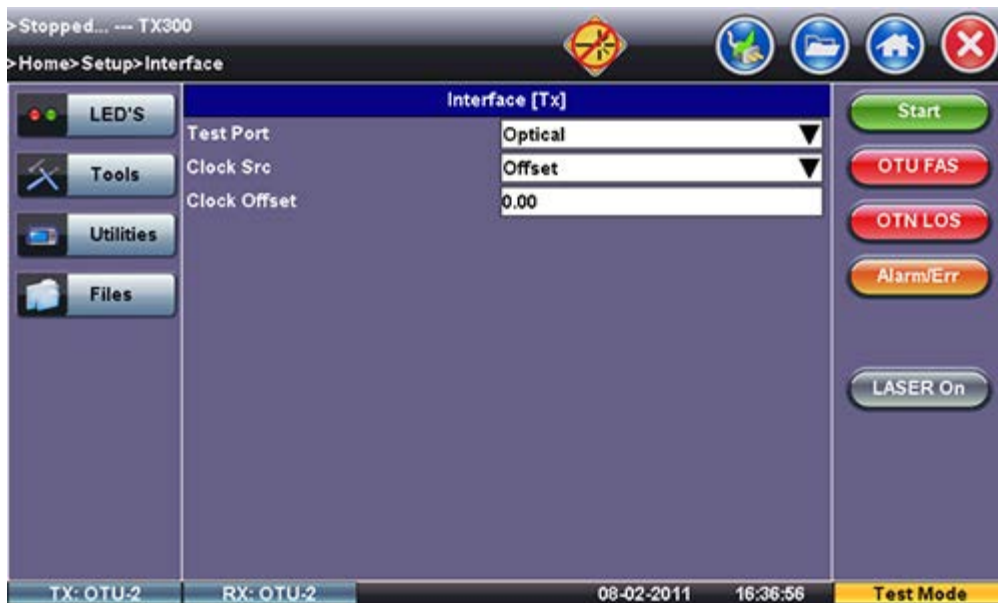 >Stopped... --- TX300
>Home>Setup>Interface
LED'S
Tools
Utilities
Files
Interface [Tx]
Test Port Optical
Clock Src Offset
Clock Offset 0.00
Start
OTU FAS
OTN LOS
Alarm/Err
LASER On
TX: OTU-2 RX: OTU-2 08-02-2011 16:36:56 Test Mode